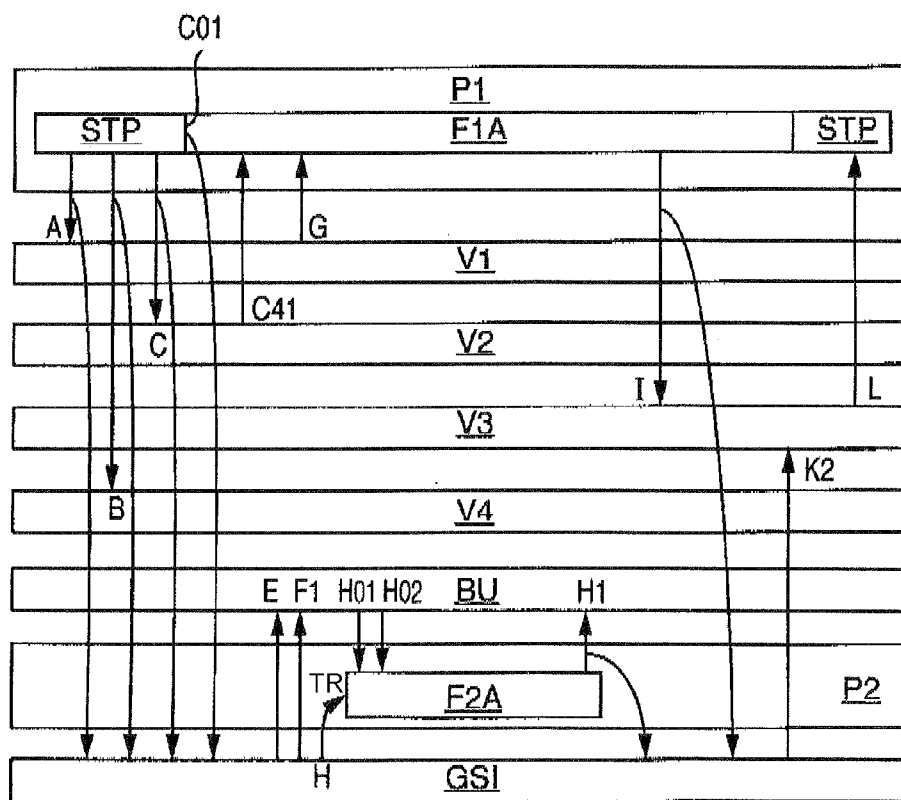 C01
P1
STP F1A STP
A G
V1
C41
C V2
I L
V3
K2
B V4
E F1 H01 H02 BU H1
TR F2A P2
H GSI